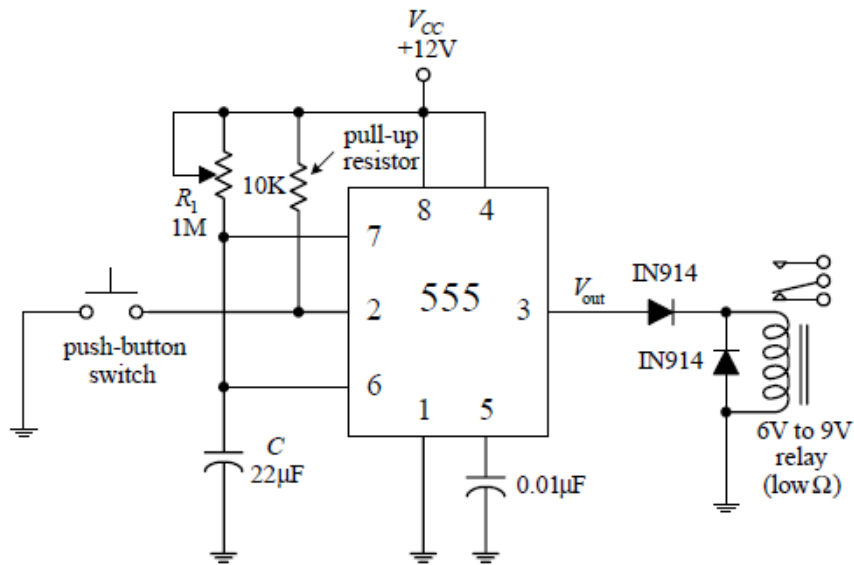 V_CC
+12V
pull-up
resistor
R₁
1M
10K
8
4
7
555
2
3
V_out
IN914
IN914
push-button
switch
6
1
5
6V to 9V
relay
(low Ω)
C
22µF
0.01µF